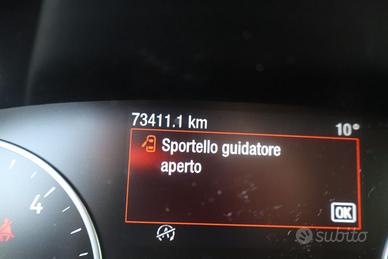 73411.1 km
10°
Sportello guidatore
aperto
4
OK
subito